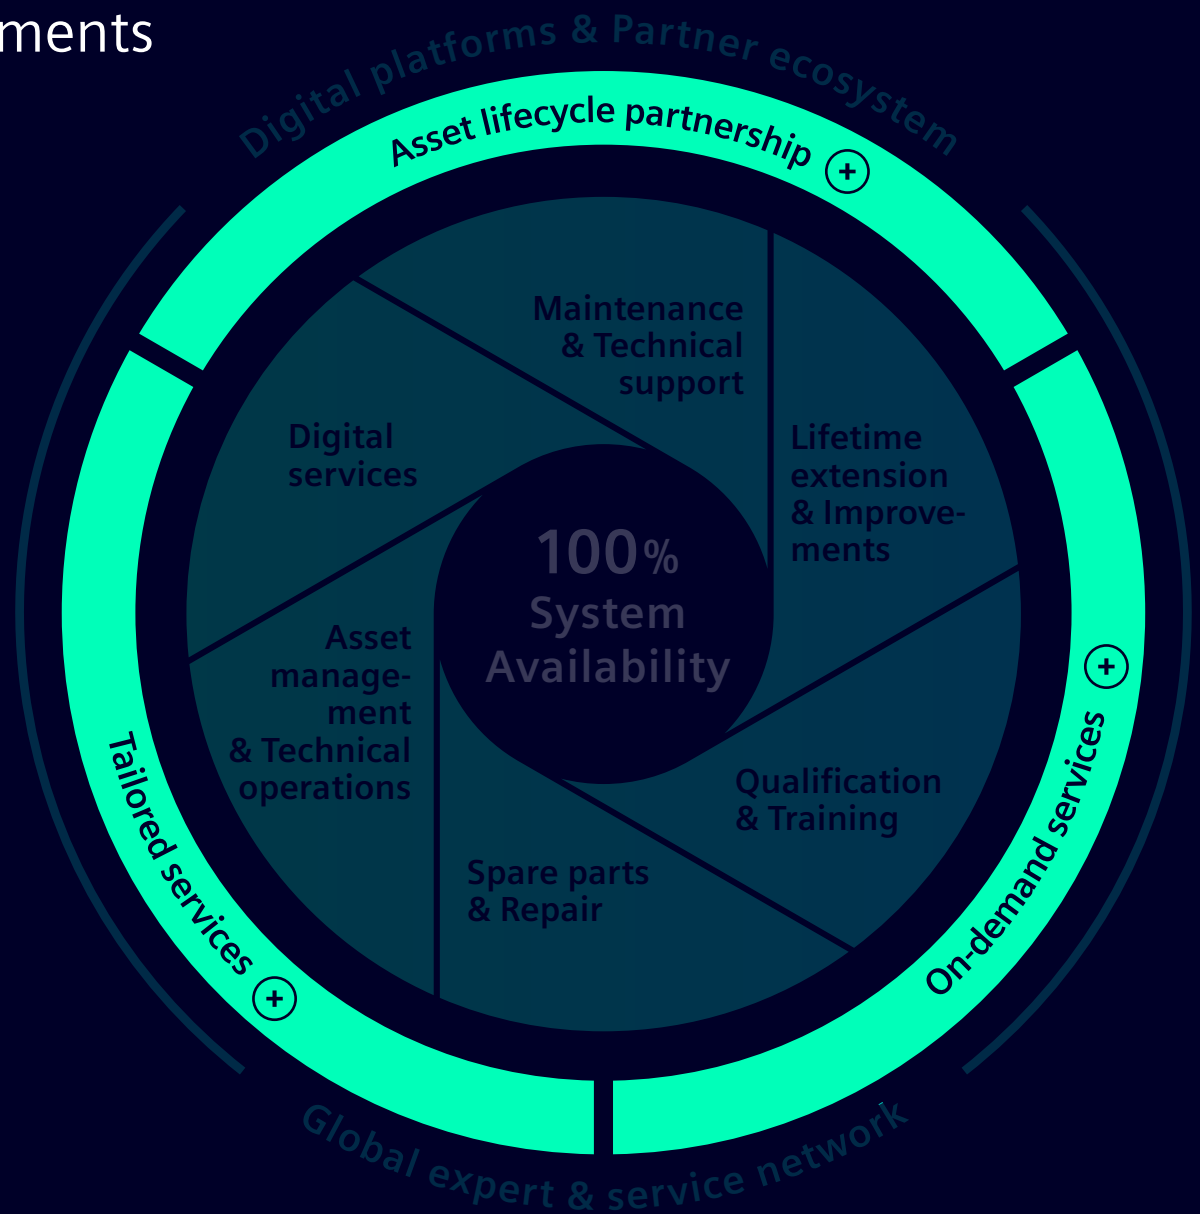 ments
Digital platforms & Partner ecosystem
Asset lifecycle partnership +
Maintenance
& Technical
support
Digital
services
Lifetime
extension
& Improve-
ments
100%
System
Availability
Asset
manage-
ment
& Technical
operations
Qualification
& Training
Spare parts
& Repair
Tailored services +
On-demand services +
Global expert & service network